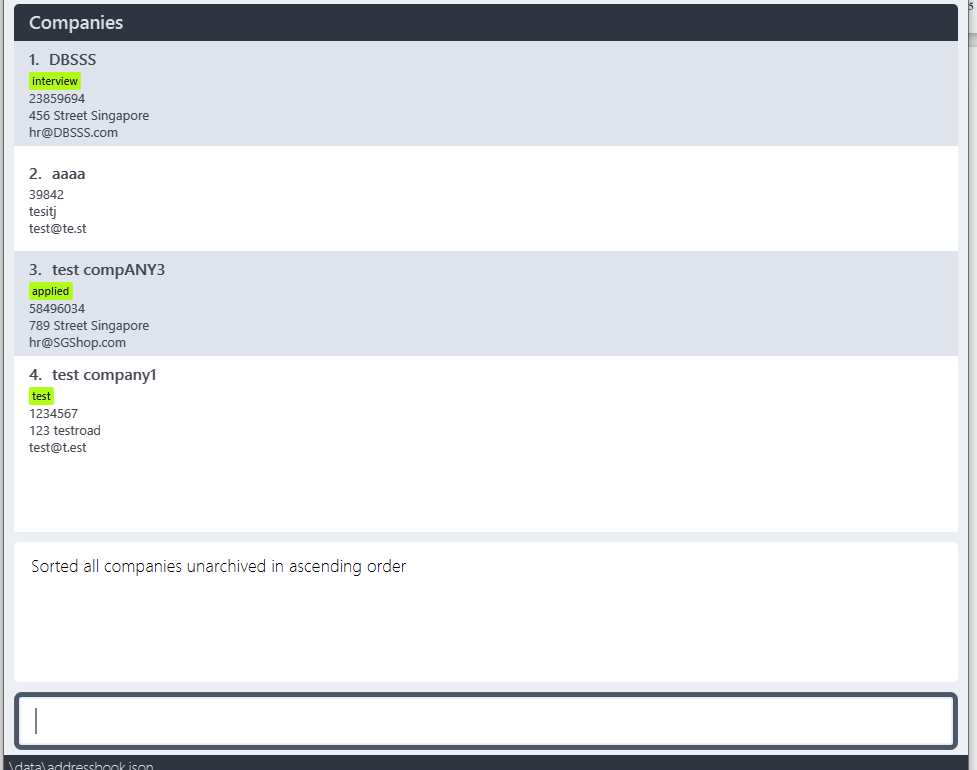 Companies
1. DBSSS
interview
23859694
456 Street Singapore
hr@DBSSS.com
2. aaaa
39842
tesitj
test@te.st
3. test compANY3
applied
58496034
789 Street Singapore
hr@SGShop.com
4. test company1
test
1234567
123 testroad
test@t.est
Sorted all companies unarchived in ascending order
\data\addressbook.json
5